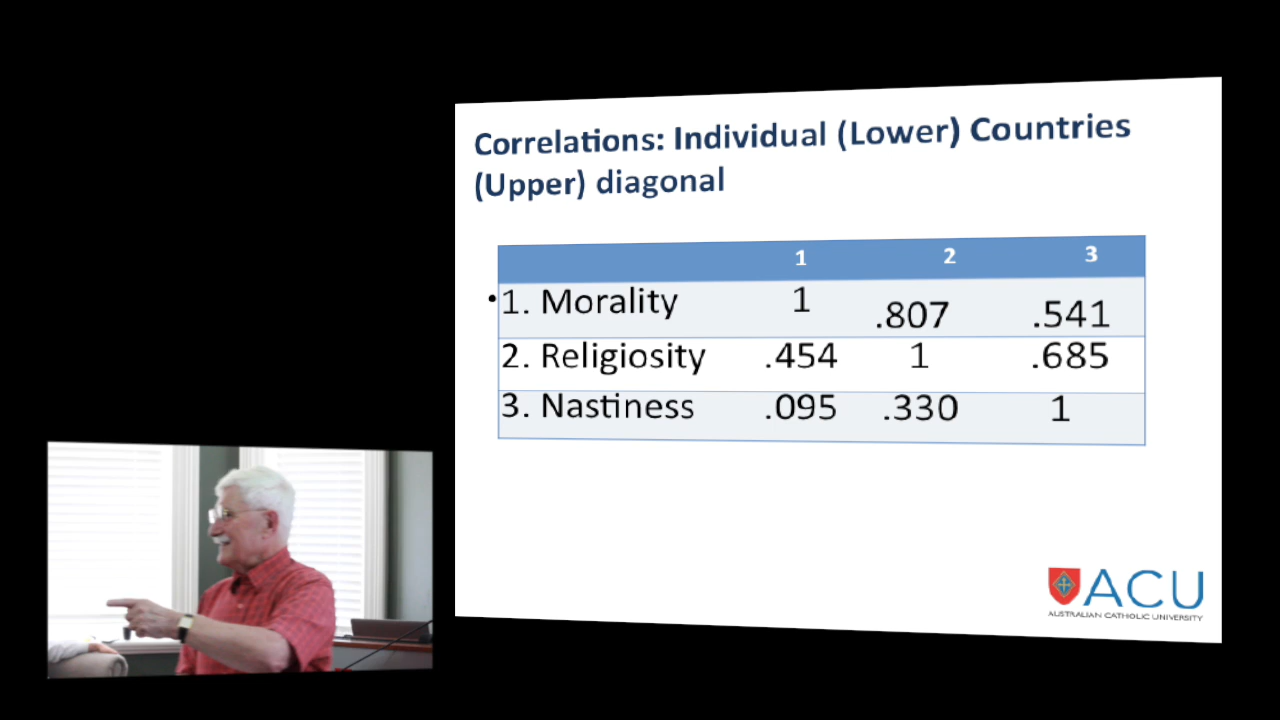 Correlations: Individual (Lower) Countries
(Upper) diagonal
1 2 3
• 1. Morality 1 .807 .541
2. Religiosity .454 1 .685
3. Nastiness .095 .330 1
ACU
AUSTRALIAN CATHOLIC UNIVERSITY